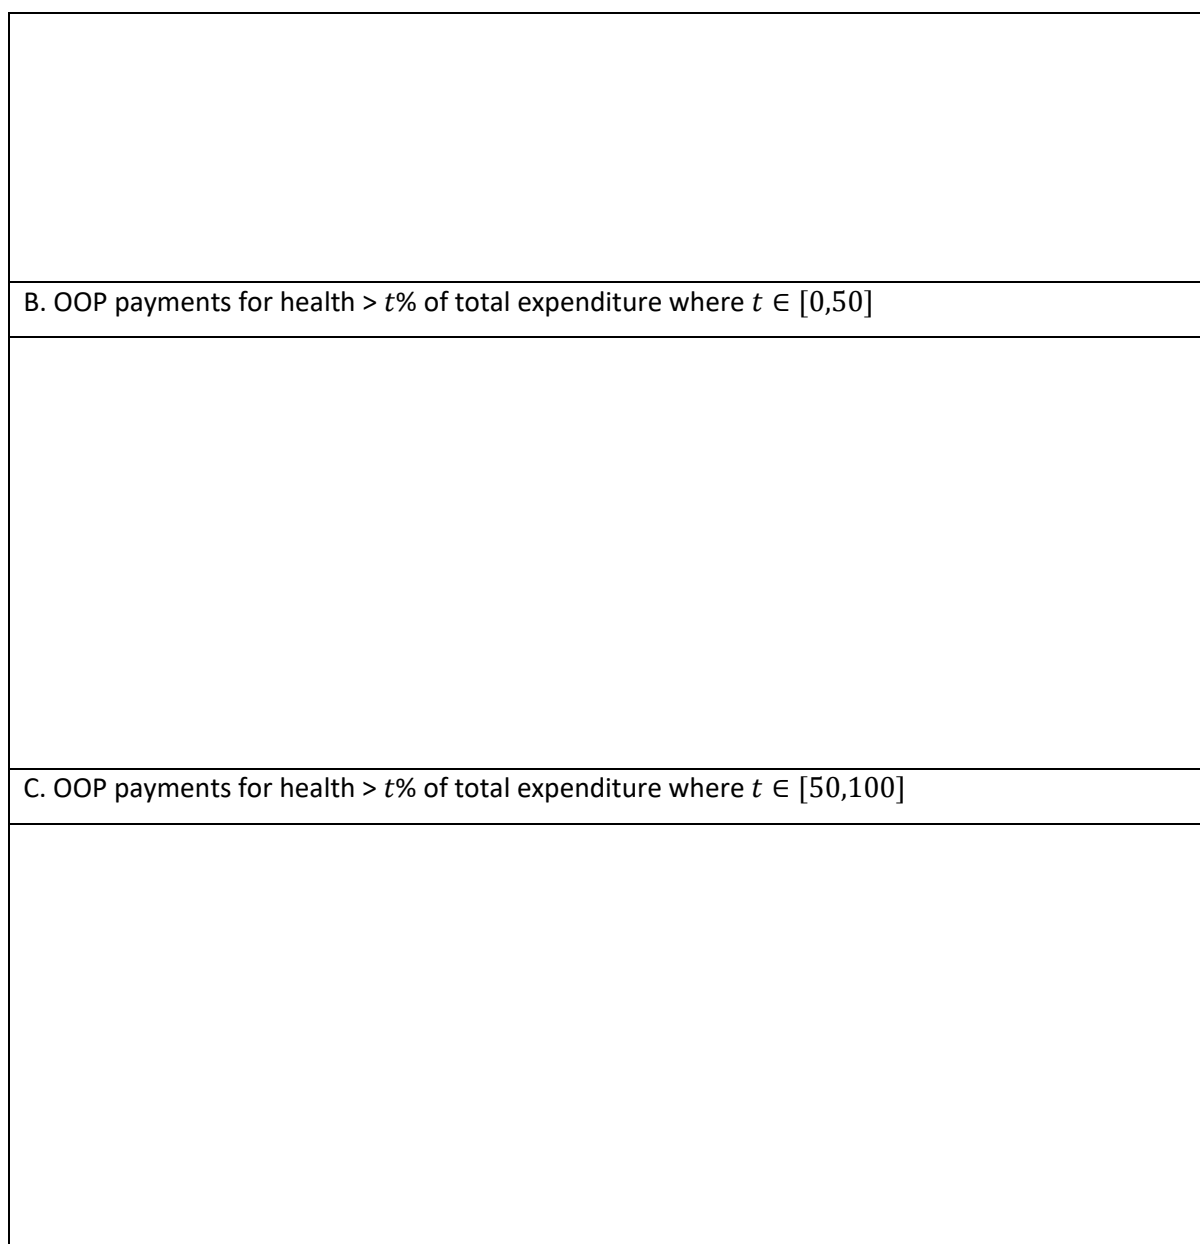 B. OOP payments for health > 𝑡% of total expenditure where 𝑡 ∈ [0,50]
C. OOP payments for health > 𝑡% of total expenditure where 𝑡 ∈ [50,100]